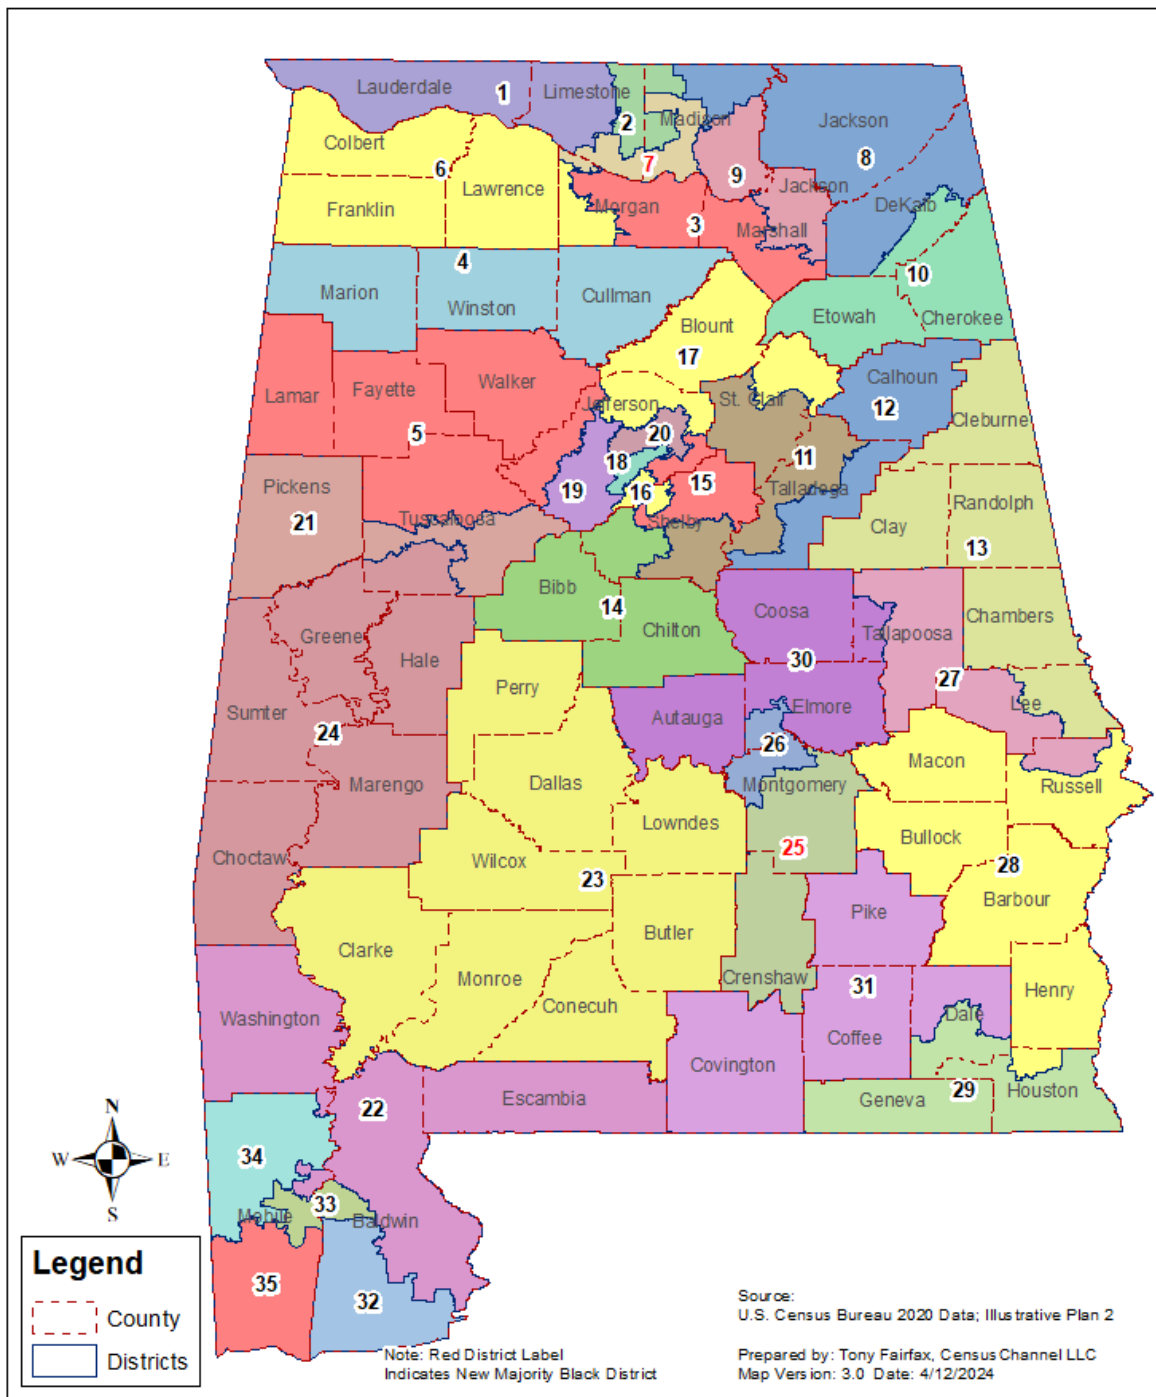 Lauderdale
1
Limestone
2
Madison
Jackson
8
Colbert
6
Lawrence
7
9
Jackson
Franklin
Morgan
3
Marshall
DeKalb
4
10
Marion
Winston
Cullman
Etowah
Cherokee
Blount
17
Lamar
Fayette
Walker
Jefferson
St. Clair
Calhoun
12
Cleburne
5
20
18
11
Pickens
21
19
16
15
Talladega
Randolph
Tuscaloosa
Shelby
Clay
13
Bibb
14
Chilton
Coosa
Tallapoosa
Chambers
Greene
Hale
30
27
Perry
Lee
Sumter
24
Autauga
Elmore
26
Macon
Marengo
Dallas
Montgomery
Russell
Lowndes
Bullock
Choctaw
Wilcox
23
25
28
Barbour
Clarke
Butler
Pike
Monroe
Conecuh
Crenshaw
31
Henry
Washington
Dale
Coffee
Covington
22
Escambia
Geneva
29
Houston
N
W
E
S
34
33
Mobile
Baldwin
35
32
Legend
County
Districts
Note: Red District Label
Indicates New Majority Black District
Source:
U.S. Census Bureau 2020 Data; Illustrative Plan 2
Prepared by: Tony Fairfax, CensusChannel LLC
Map Version: 3.0 Date: 4/12/2024